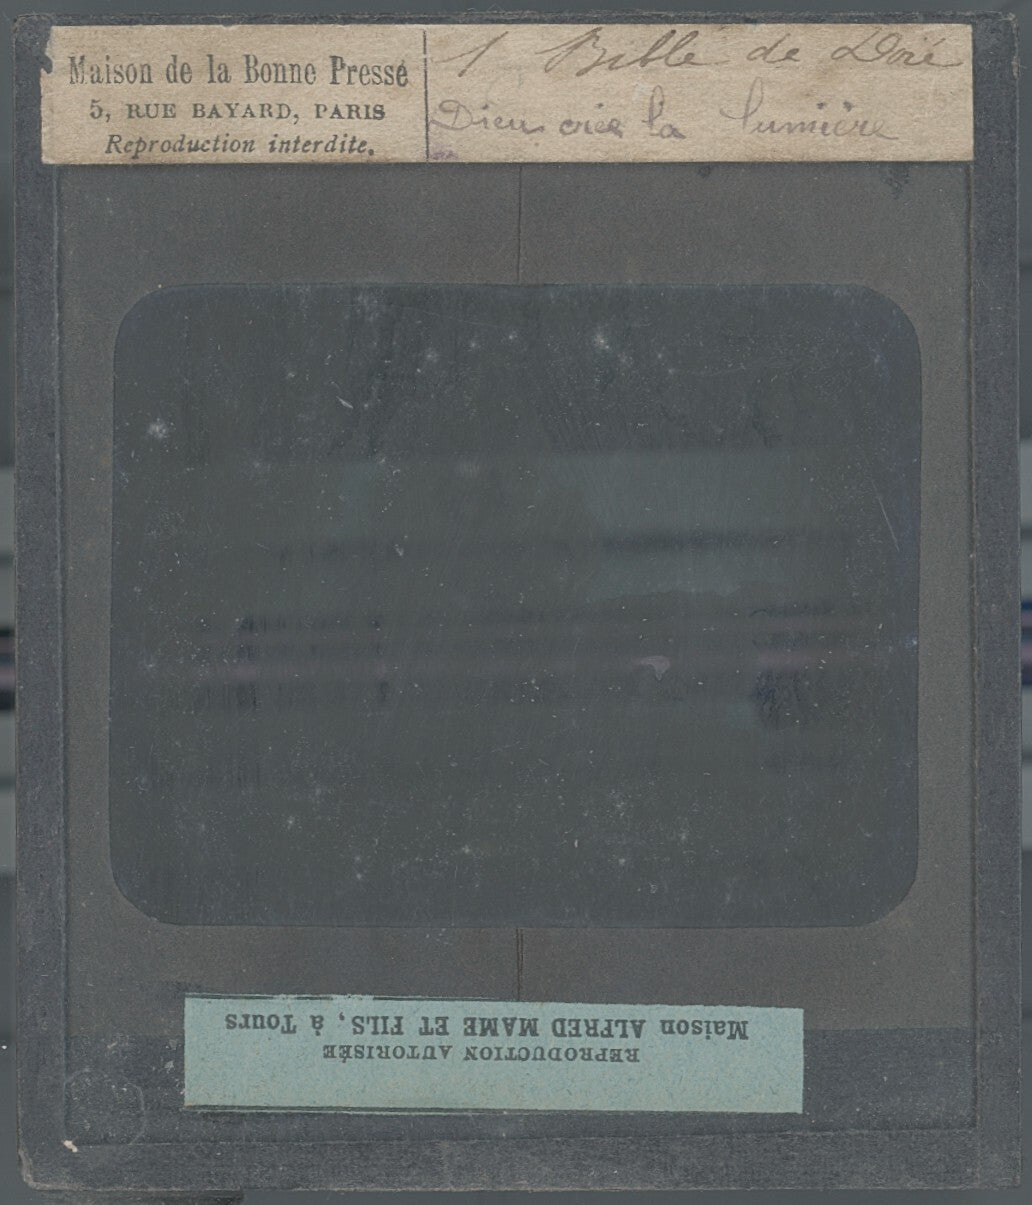 Maison de la Bonne Presse
5, RUE BAYARD, PARIS
Reproduction interdite.
1 Bible de Doré
Dieu crée la lumière
REPRODUCTION AUTORISÉE
Maison ALFRED MAME ET FILS, à Tours